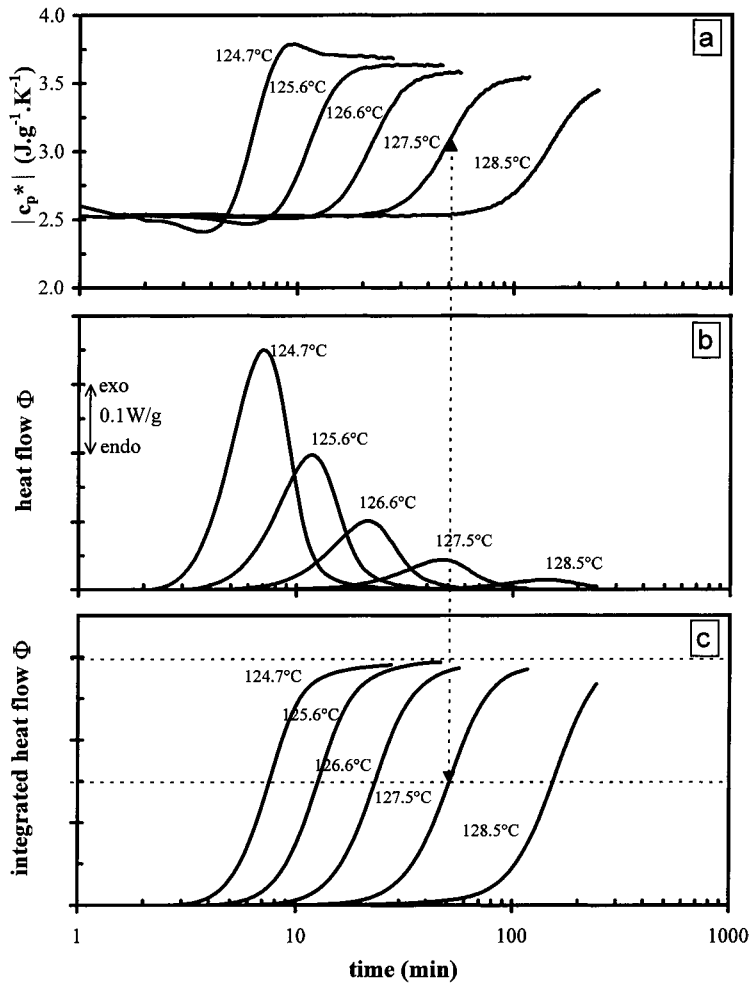 4.0
a
124.7°C
3.5
125.6°C
126.6°C
3.0
127.5°C
128.5°C
2.5
2.0
|cp*| (J.g-1.K-1)
b
124.7°C
exo
0.1W/g
endo
125.6°C
126.6°C
127.5°C
128.5°C
heat flow Φ
c
124.7°C
125.6°C
126.6°C
127.5°C
128.5°C
integrated heat flow Φ
1 10 100 1000
time (min)